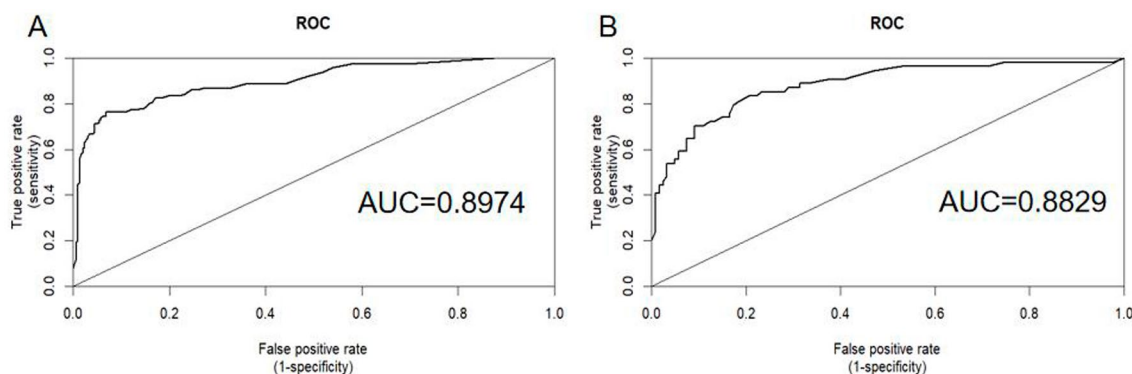 A
ROC
True positive rate
(sensitivity)
1.0
0.8
0.6
0.4
0.2
0.0
AUC=0.8974
0.0 0.2 0.4 0.6 0.8 1.0
False positive rate
(1-specificity)
B
ROC
True positive rate
(sensitivity)
1.0
0.8
0.6
0.4
0.2
0.0
AUC=0.8829
0.0 0.2 0.4 0.6 0.8 1.0
False positive rate
(1-specificity)